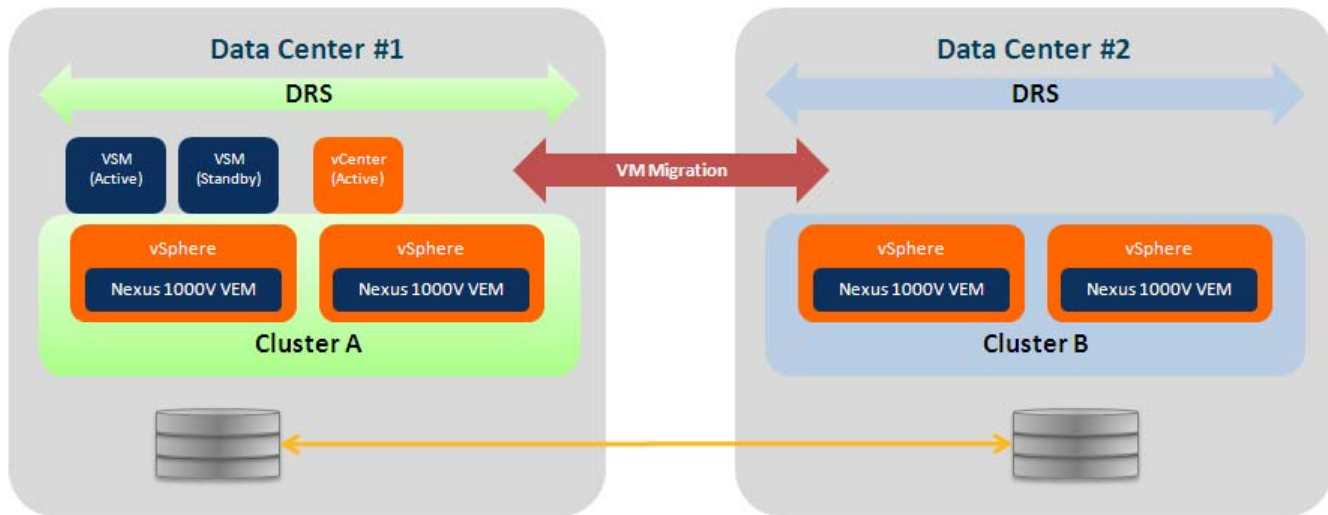 Data Center #1
DRS
VSM
(Active)
VSM
(Standby)
vCenter
(Active)
vSphere
Nexus 1000V VEM
vSphere
Nexus 1000V VEM
Cluster A
VM Migration
Data Center #2
DRS
vSphere
Nexus 1000V VEM
vSphere
Nexus 1000V VEM
Cluster B